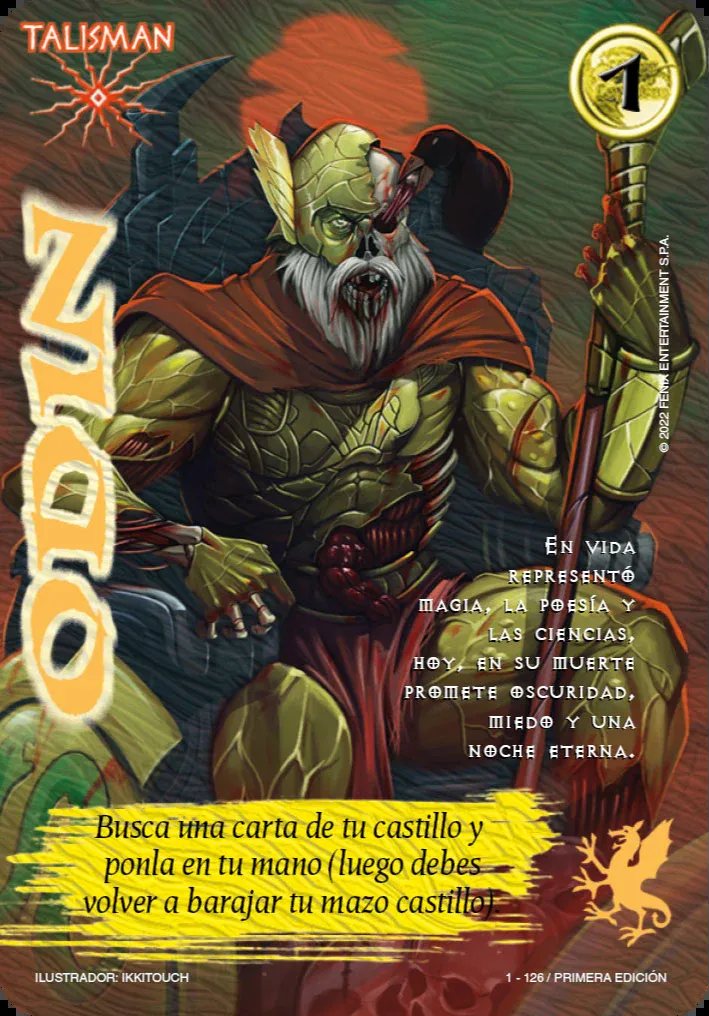 TALISMAN
1
ODIN
© 2022 FENIX ENTERTAINMENT S.P.A.
EN VIDA
REPRESENTÓ
MAGIA, LA POESÍA Y
LAS CIENCIAS,
HOY, EN SU MUERTE
PROMETE OSCURIDAD,
MIEDO Y UNA
NOCHE ETERNA.
Busca una carta de tu castillo y
ponla en tu mano (luego debes
volver a barajar tu mazo castillo).
ILUSTRADOR: IKKITOUCH
1 - 126 / PRIMERA EDICIÓN